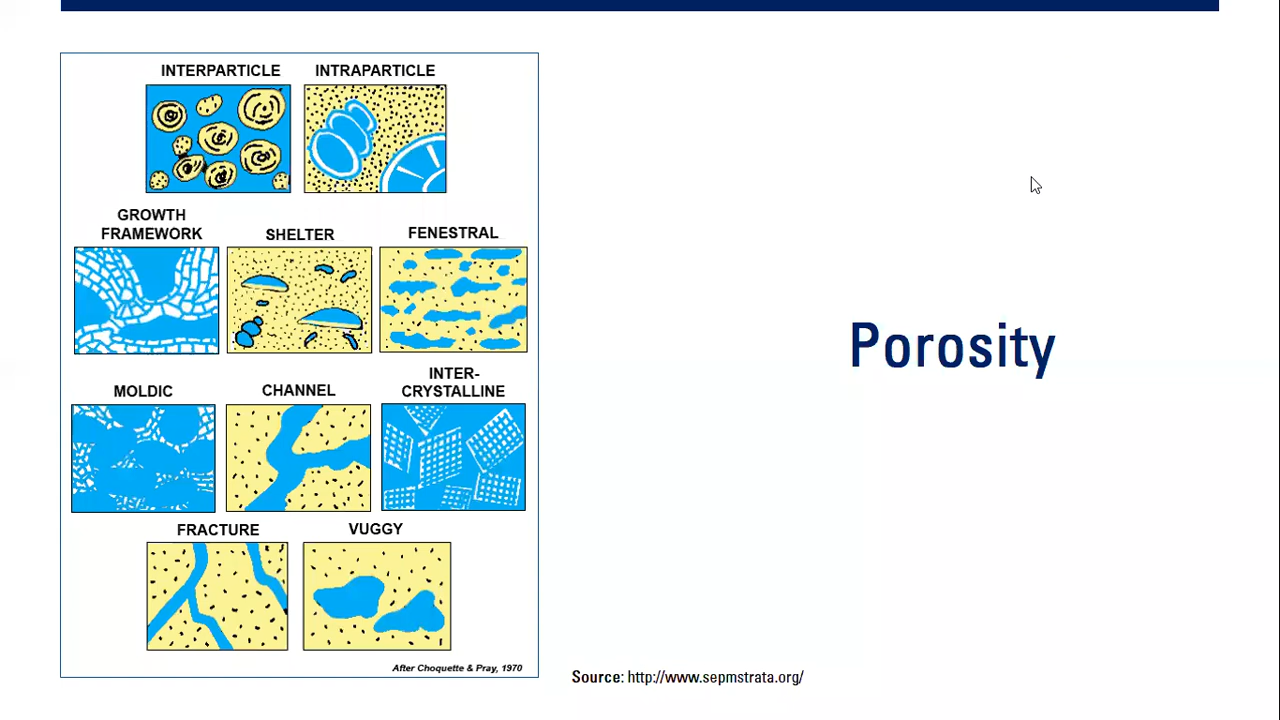 INTERPARTICLE
INTRAPARTICLE
GROWTH
FRAMEWORK
SHELTER
FENESTRAL
MOLDIC
CHANNEL
INTER-
CRYSTALLINE
FRACTURE
VUGGY
After Choquette & Pray, 1970
Porosity
Source: http://www.sepmstrata.org/